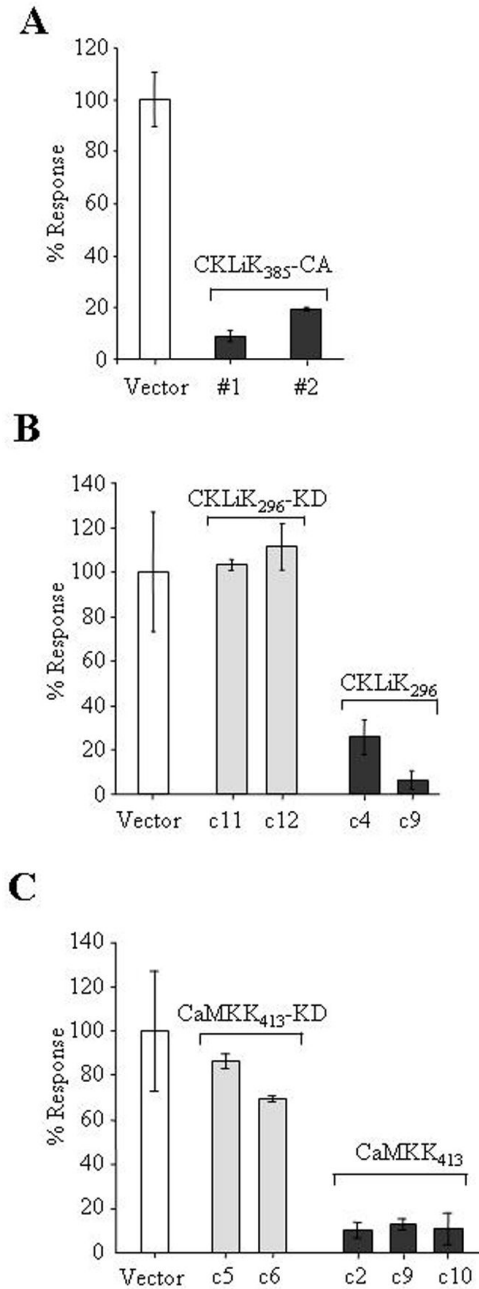 A
120
100
80
60
40
20
0
% Response
CKLiK385-CA
Vector #1 #2
B
140
120
100
80
60
40
20
0
% Response
CKLiK296-KD
CKLiK296
Vector c11 c12 c4 c9
C
140
120
100
80
60
40
20
0
% Response
CaMKK413-KD
CaMKK413
Vector c5 c6 c2 c9 c10